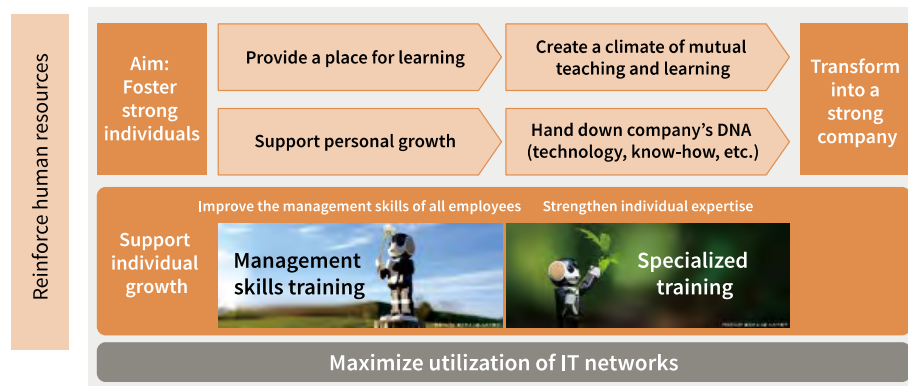 Reinforce human resources
Aim:
Foster
strong
individuals
Provide a place for learning
Create a climate of mutual
teaching and learning
Support personal growth
Hand down company's DNA
(technology, know-how, etc.)
Transform
into a
strong
company
Support
individual
growth
Improve the management skills of all employees
Strengthen individual expertise
Management
skills training
Specialized
training
Maximize utilization of IT networks